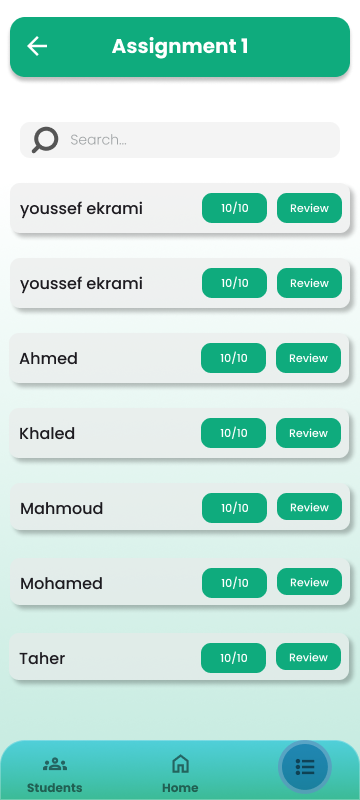 Assignment 1
Search...
youssef ekrami 10/10 Review
youssef ekrami 10/10 Review
Ahmed 10/10 Review
Khaled 10/10 Review
Mahmoud 10/10 Review
Mohamed 10/10 Review
Taher 10/10 Review
Students Home